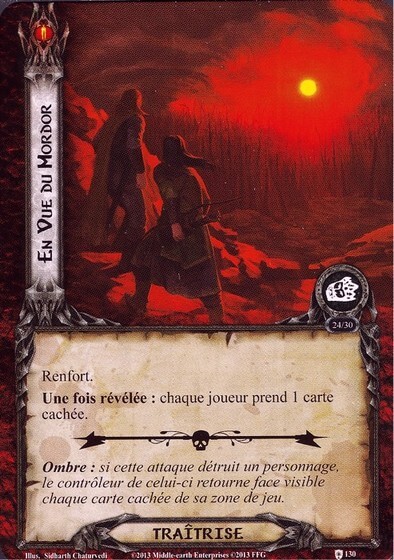 En Vue du Mordor
24/30
Renfort.
Une fois révélée : chaque joueur prend 1 carte
cachée.
Ombre : si cette attaque détruit un personnage,
le contrôleur de celui-ci retourne face visible
chaque carte cachée de sa zone de jeu.
TRAÎTRISE
Illus. Sidharth Chaturvedi ©2013 Middle-earth Enterprises ©2013 FFG 130